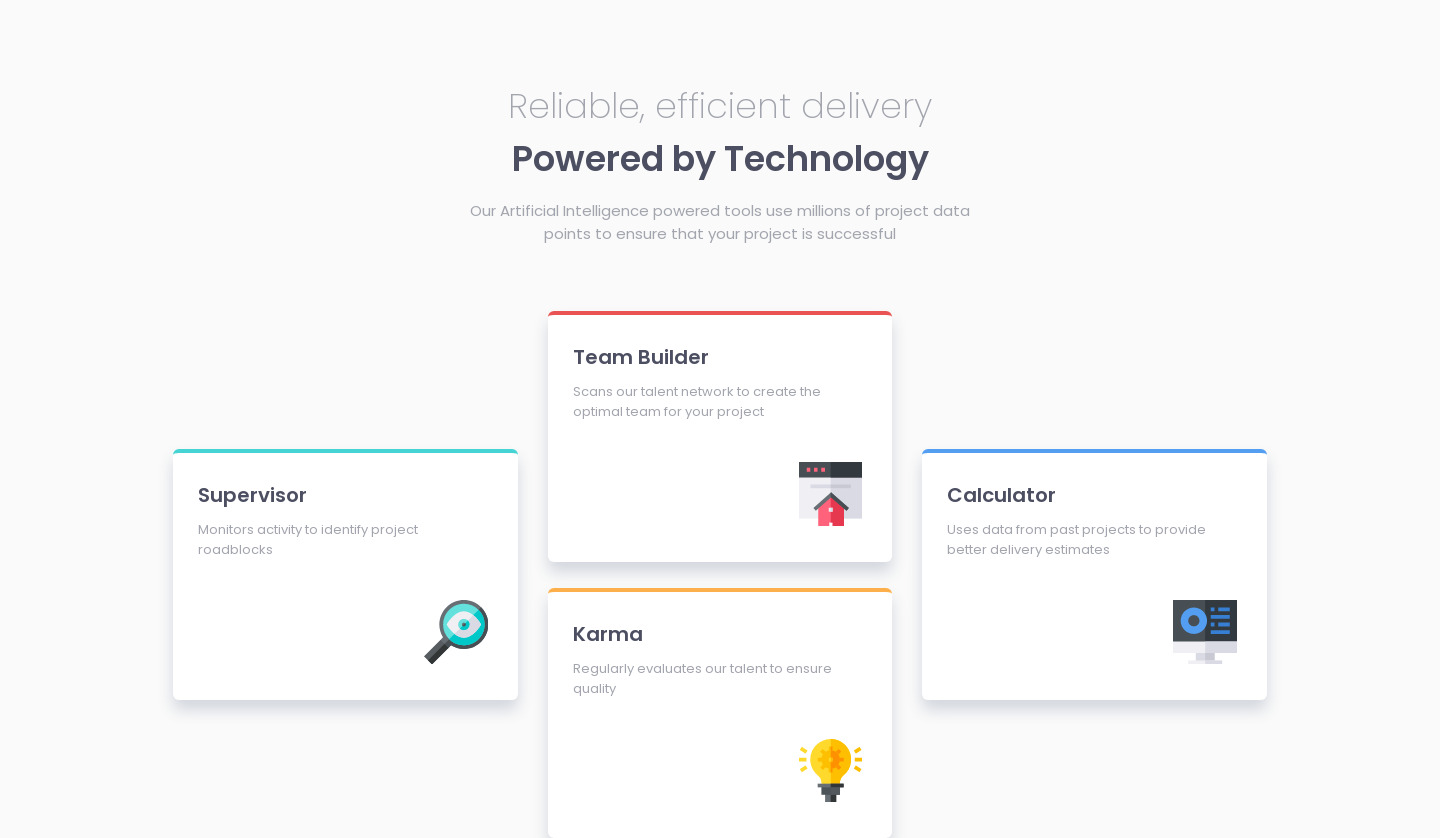 Reliable, efficient delivery
Powered by Technology
Our Artificial Intelligence powered tools use millions of project data
points to ensure that your project is successful
Team Builder
Scans our talent network to create the
optimal team for your project
Supervisor
Monitors activity to identify project
roadblocks
Calculator
Uses data from past projects to provide
better delivery estimates
Karma
Regularly evaluates our talent to ensure
quality